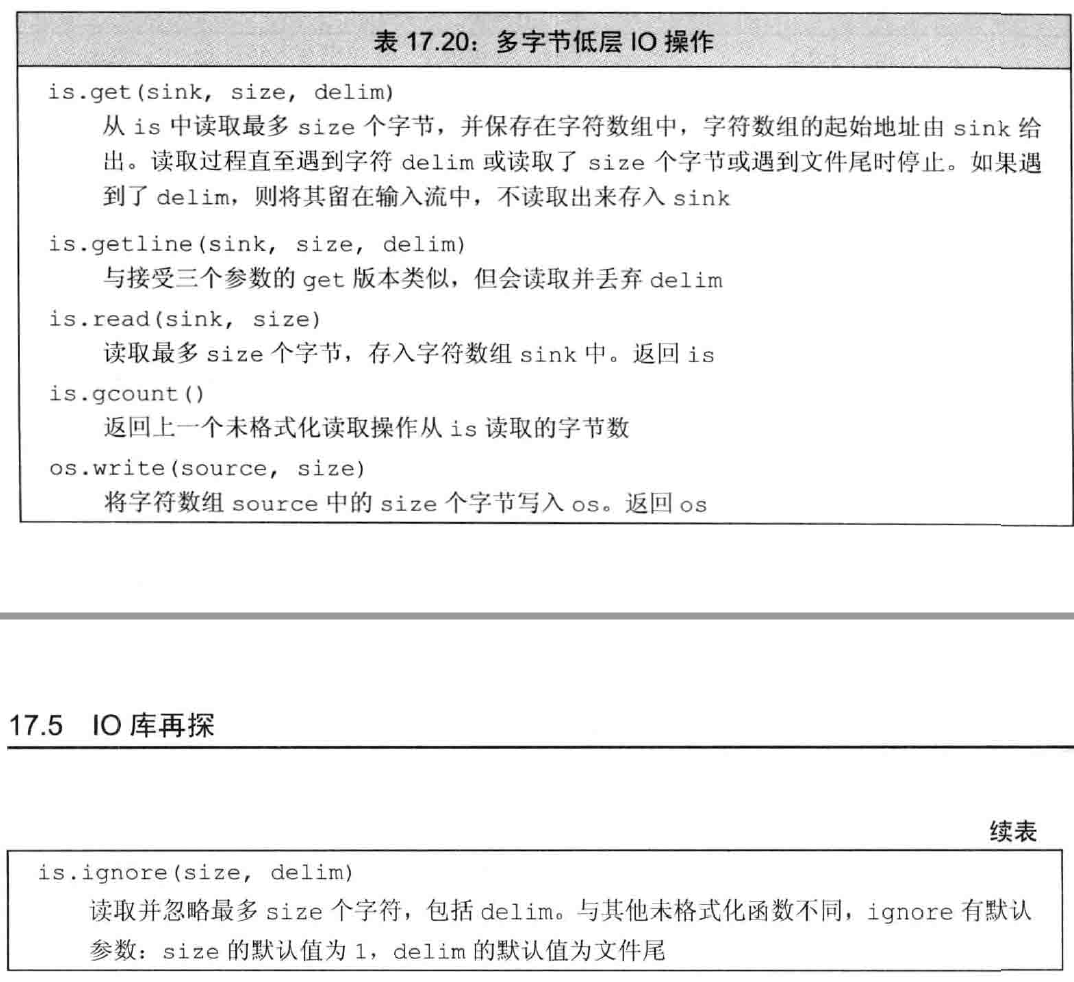 表 17.20：多字节低层 IO 操作
is.get(sink, size, delim)
从 is 中读取最多 size 个字节，并保存在字符数组中，字符数组的起始地址由 sink 给
出。读取过程直至遇到字符 delim 或读取了 size 个字节或遇到文件尾时停止。如果遇
到了 delim，则将其留在输入流中，不读取出来存入 sink
is.getline(sink, size, delim)
与接受三个参数的 get 版本类似，但会读取并丢弃 delim
is.read(sink, size)
读取最多 size 个字节，存入字符数组 sink 中。返回 is
is.gcount()
返回上一个未格式化读取操作从 is 读取的字节数
os.write(source, size)
将字符数组 source 中的 size 个字节写入 os。返回 os
17.5 IO 库再探
续表
is.ignore(size, delim)
读取并忽略最多 size 个字符，包括 delim。与其他未格式化函数不同，ignore 有默认
参数：size 的默认值为 1，delim 的默认值为文件尾